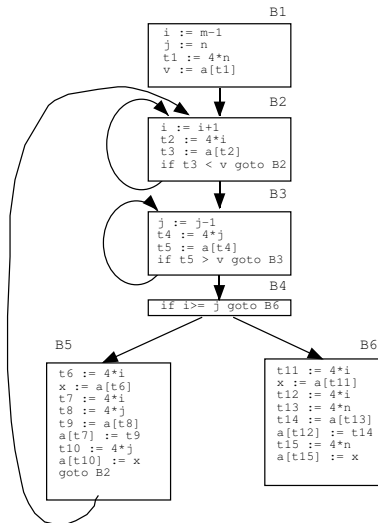 B1
i := m-1
j := n
t1 := 4*n
v := a[t1]
B2
i := i+1
t2 := 4*i
t3 := a[t2]
if t3 < v goto B2
B3
j := j-1
t4 := 4*j
t5 := a[t4]
if t5 > v goto B3
B4
if i>= j goto B6
B5
t6 := 4*i
x := a[t6]
t7 := 4*i
t8 := 4*j
t9 := a[t8]
a[t7] := t9
t10 := 4*j
a[t10] := x
goto B2
B6
t11 := 4*i
x := a[t11]
t12 := 4*i
t13 := 4*n
t14 := a[t13]
a[t12] := t14
t15 := 4*n
a[t15] := x